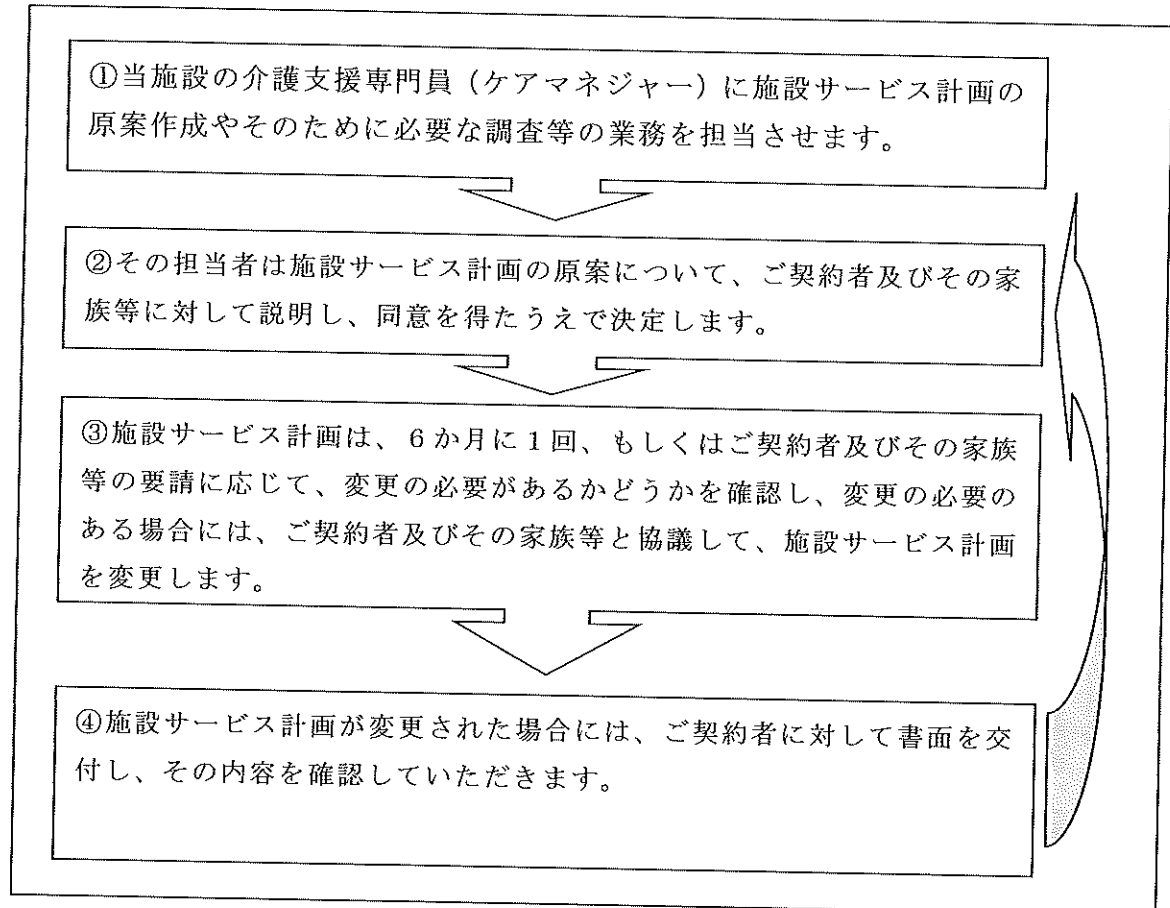 ①当施設の介護支援専門員（ケアマネジャー）に施設サービス計画の
原案作成やそのために必要な調査等の業務を担当させます。
②その担当者は施設サービス計画の原案について、ご契約者及びその家
族等に対して説明し、同意を得たうえで決定します。
③施設サービス計画は、６か月に１回、もしくはご契約者及びその家族
等の要請に応じて、変更の必要があるかどうかを確認し、変更の必要の
ある場合には、ご契約者及びその家族等と協議して、施設サービス計画
を変更します。
④施設サービス計画が変更された場合には、ご契約者に対して書面を交
付し、その内容を確認していただきます。